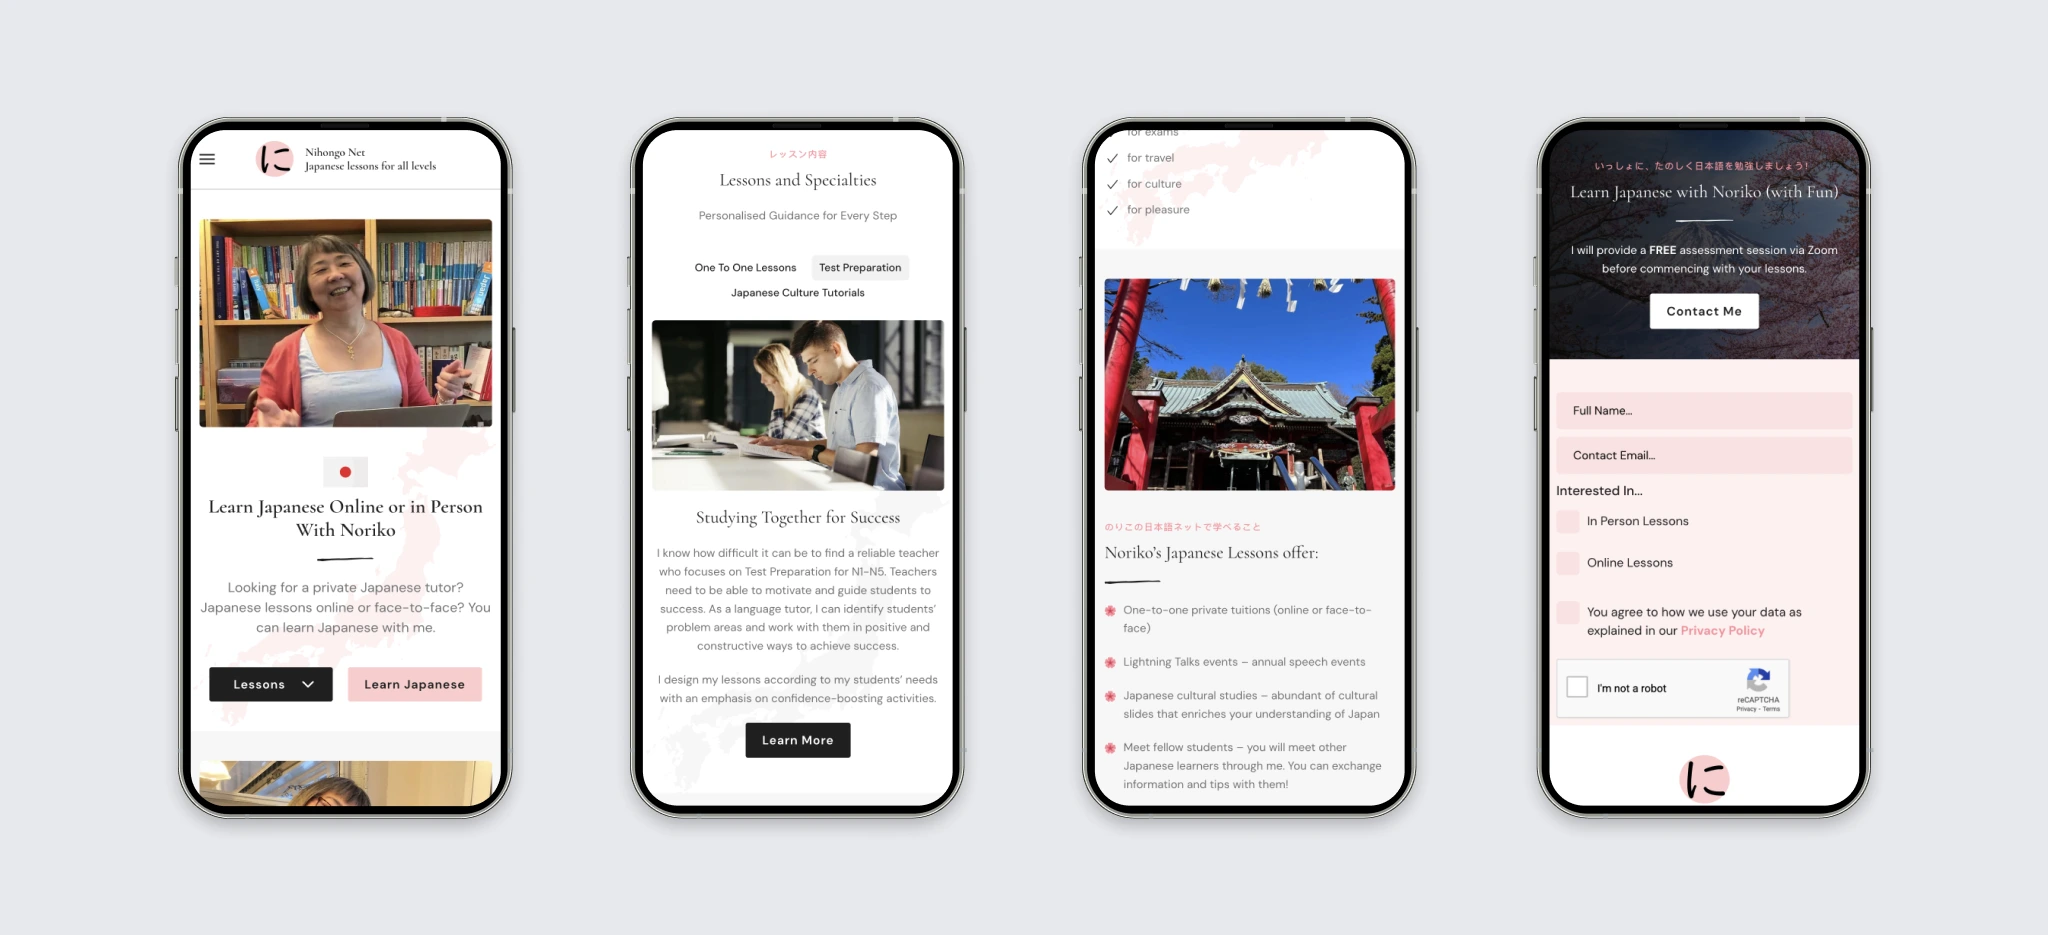 に
Nihongo Net
Japanese lessons for all levels
Learn Japanese Online or in Person
With Noriko
Looking for a private Japanese tutor?
Japanese lessons online or face-to-face? You
can learn Japanese with me.
Lessons
Learn Japanese
レッスン内容
Lessons and Specialties
Personalised Guidance for Every Step
One To One Lessons
Test Preparation
Japanese Culture Tutorials
Studying Together for Success
I know how difficult it can be to find a reliable teacher
who focuses on Test Preparation for N1-N5. Teachers
need to be able to motivate and guide students to
success. As a language tutor, I can identify students’
problem areas and work with them in positive and
constructive ways to achieve success.
I design my lessons according to my students’ needs
with an emphasis on confidence-boosting activities.
Learn More
for exams
for travel
for culture
for pleasure
のりこの日本語ネットで学べること
Noriko’s Japanese Lessons offer:
One-to-one private tuitions (online or face-to-
face)
Lightning Talks events – annual speech events
Japanese cultural studies – abundant of cultural
slides that enriches your understanding of Japan
Meet fellow students – you will meet other
Japanese learners through me. You can exchange
information and tips with them!
いっしょに、たのしく日本語を勉強しましょう!
Learn Japanese with Noriko (with Fun)
I will provide a FREE assessment session via Zoom
before commencing with your lessons.
Contact Me
Full Name...
Contact Email...
Interested In...
In Person Lessons
Online Lessons
You agree to how we use your data as
explained in our Privacy Policy
I'm not a robot
reCAPTCHA
Privacy - Terms
に